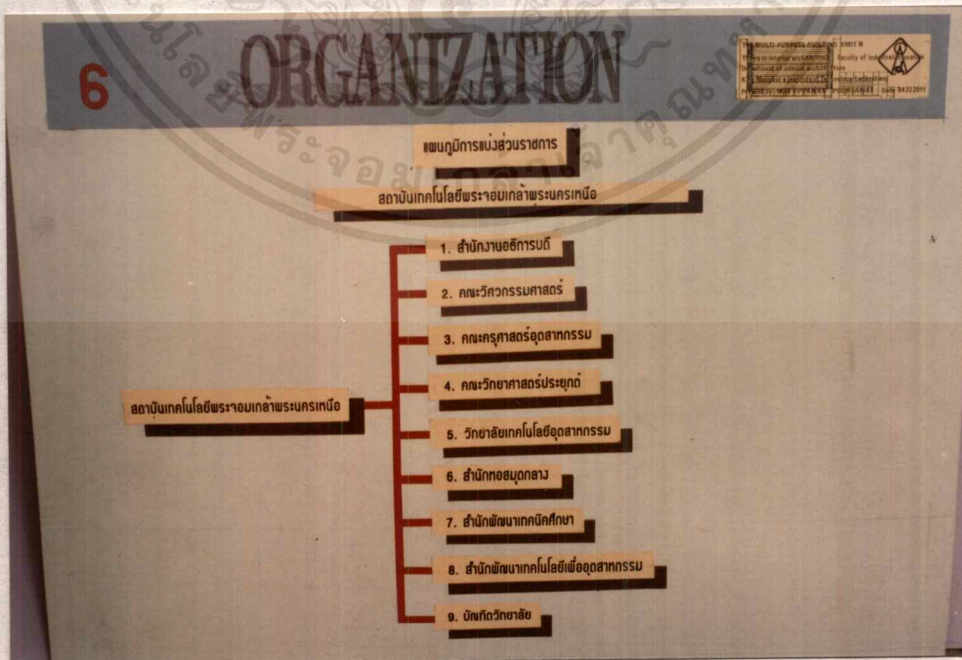 6
ORGANIZATION
THE MULTI-PURPOSE BUILDING KMIT N
แผนภูมิการแบ่งส่วนราชการ
สถาบันเทคโนโลยีพระจอมเกล้าพระนครเหนือ
1. สำนักงานอธิการบดี
2. คณะวิศวกรรมศาสตร์
3. คณะครุศาสตร์อุตสาหกรรม
4. คณะวิทยาศาสตร์ประยุกต์
สถาบันเทคโนโลยีพระจอมเกล้าพระนครเหนือ
5. วิทยาลัยเทคโนโลยีอุตสาหกรรม
6. สำนักหอสมุดกลาง
7. สำนักพัฒนาเทคนิคศึกษา
8. สำนักพัฒนาเทคโนโลยีเพื่ออุตสาหกรรม
9. บัณฑิตวิทยาลัย